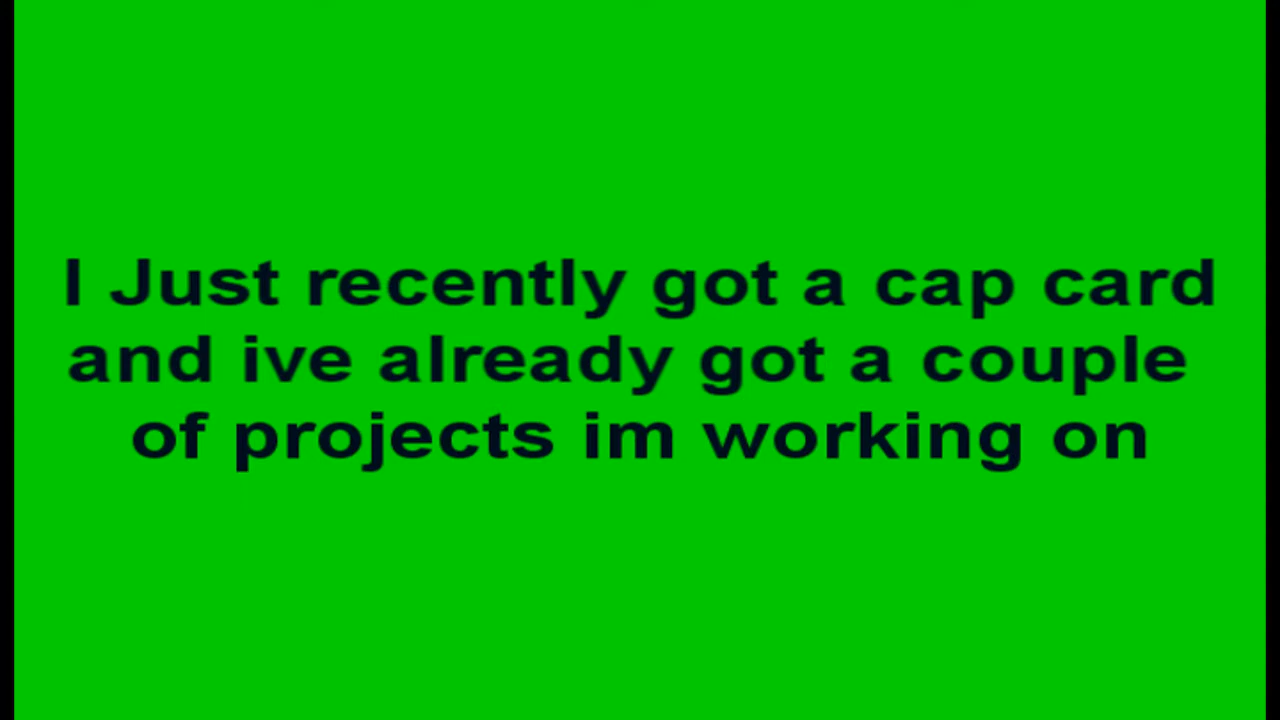 I Just recently got a cap card
and ive already got a couple
of projects im working on